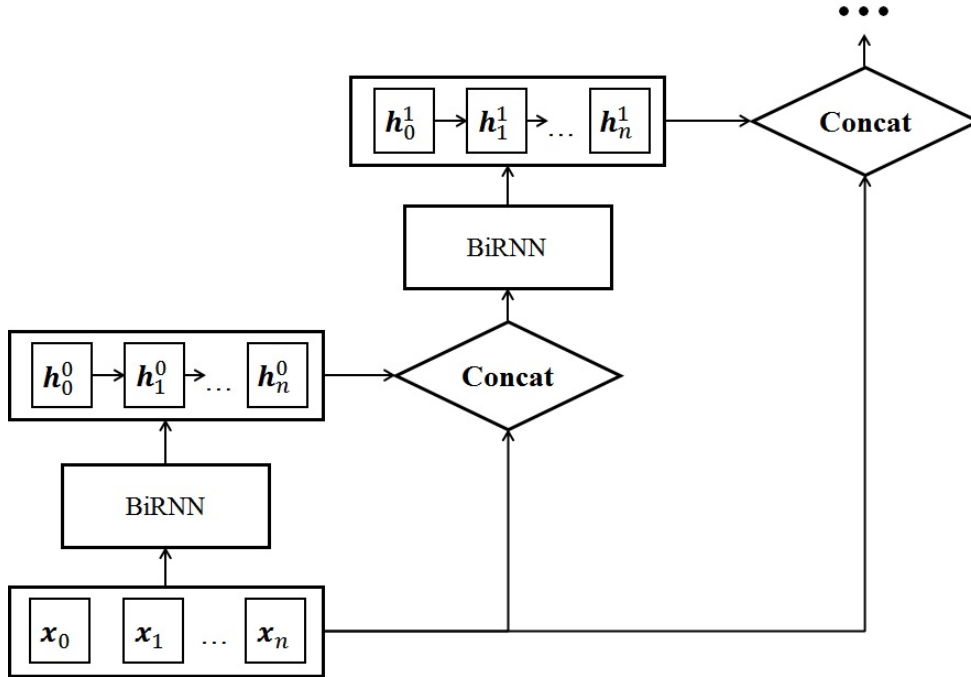 •••
h_0^1 h_1^1 ... h_n^1
Concat
BiRNN
h_0^0 h_1^0 ... h_n^0
Concat
BiRNN
x_0 x_1 ... x_n